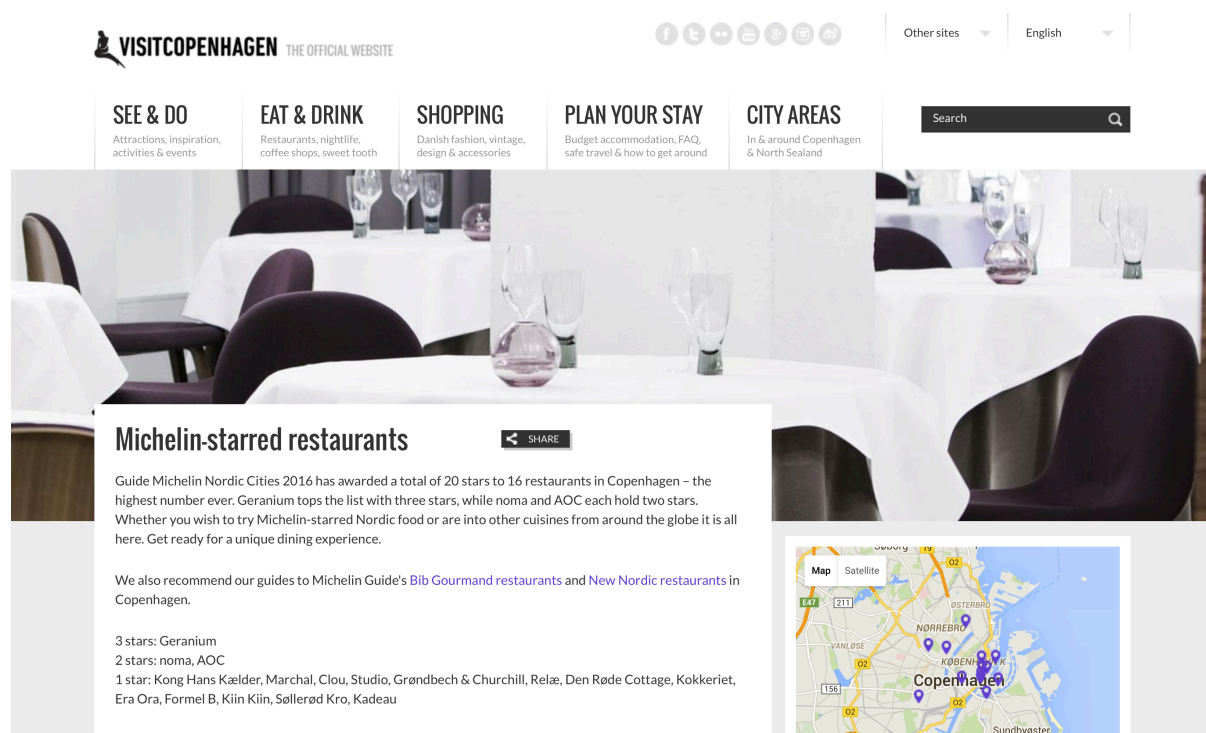 VISITCOPENHAGEN THE OFFICIAL WEBSITE
Other sites
English
SEE & DO
Attractions, inspiration,
activities & events
EAT & DRINK
Restaurants, nightlife,
coffee shops, sweet tooth
SHOPPING
Danish fashion, vintage,
design & accessories
PLAN YOUR STAY
Budget accommodation, FAQ,
safe travel & how to get around
CITY AREAS
In & around Copenhagen
& North Sealand
Search
Michelin-starred restaurants
SHARE
Guide Michelin Nordic Cities 2016 has awarded a total of 20 stars to 16 restaurants in Copenhagen – the
highest number ever. Geranium tops the list with three stars, while noma and AOC each hold two stars.
Whether you wish to try Michelin-starred Nordic food or are into other cuisines from around the globe it is all
here. Get ready for a unique dining experience.
We also recommend our guides to Michelin Guide's Bib Gourmand restaurants and New Nordic restaurants in
Copenhagen.
3 stars: Geranium
2 stars: noma, AOC
1 star: Kong Hans Kælder, Marchal, Clou, Studio, Grøndbech & Churchill, Relæ, Den Røde Cottage, Kokkeriet,
Era Ora, Formel B, Kiin Kiin, Søllerød Kro, Kadeau
Søborg
19
Map
Satellite
02
E47
211
ØSTERBRO
NØRREBRO
VANLØSE
02
Copenhagen
156
02
02
Sundbyøster